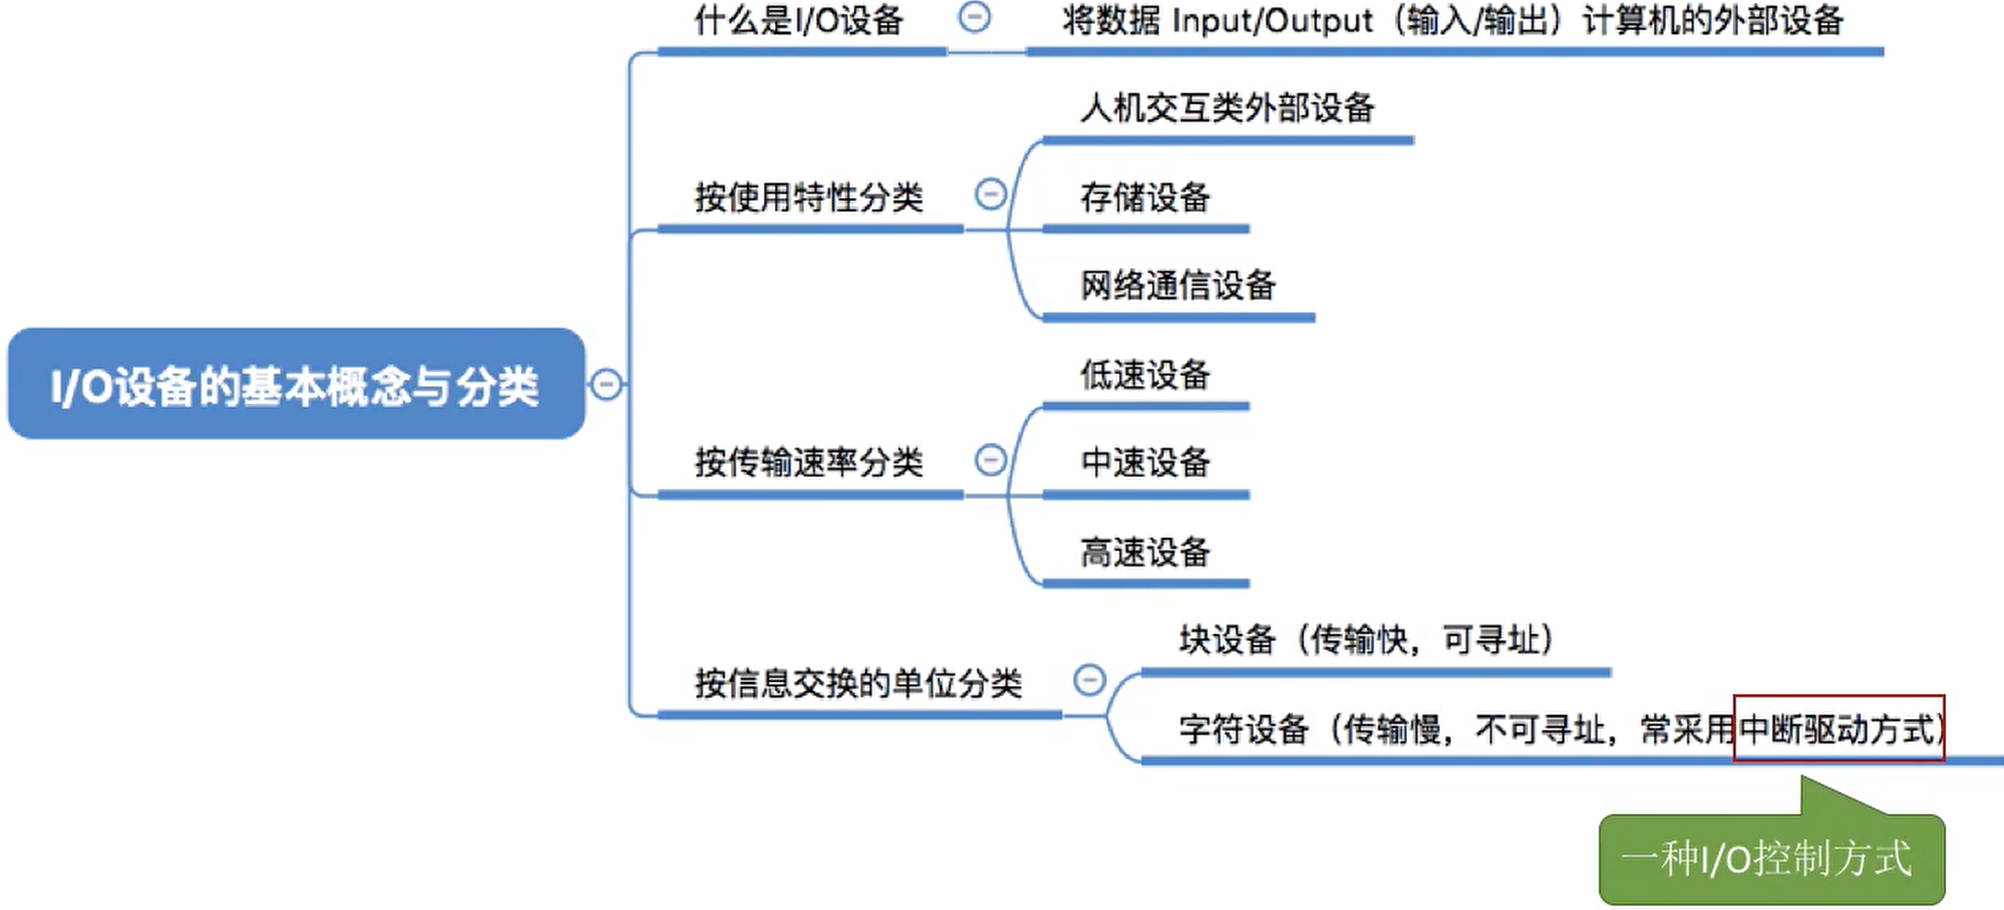 什么是I/O设备
将数据 Input/Output（输入/输出）计算机的外部设备
人机交互类外部设备
按使用特性分类
存储设备
网络通信设备
I/O设备的基本概念与分类
低速设备
按传输速率分类
中速设备
高速设备
块设备（传输快，可寻址）
按信息交换的单位分类
字符设备（传输慢，不可寻址，常采用中断驱动方式）
一种I/O控制方式